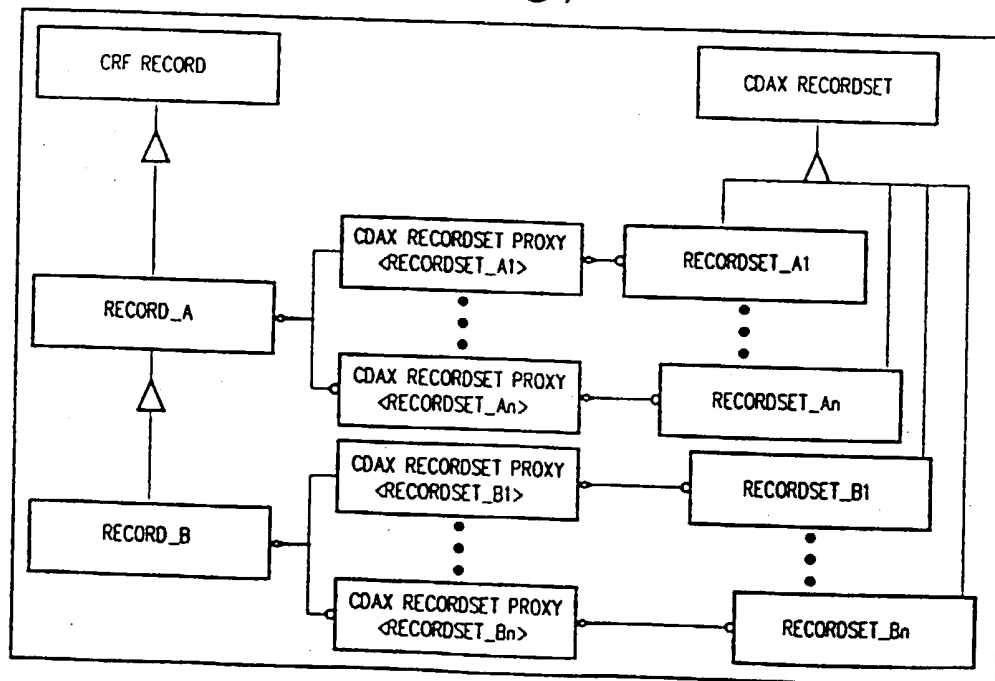 CRF RECORD
CDAX RECORDSET
CDAX RECORDSET PROXY
<RECORDSET_A1>
RECORDSET_A1
RECORD_A
CDAX RECORDSET PROXY
<RECORDSET_An>
RECORDSET_An
CDAX RECORDSET PROXY
<RECORDSET_B1>
RECORDSET_B1
RECORD_B
CDAX RECORDSET PROXY
<RECORDSET_Bn>
RECORDSET_Bn